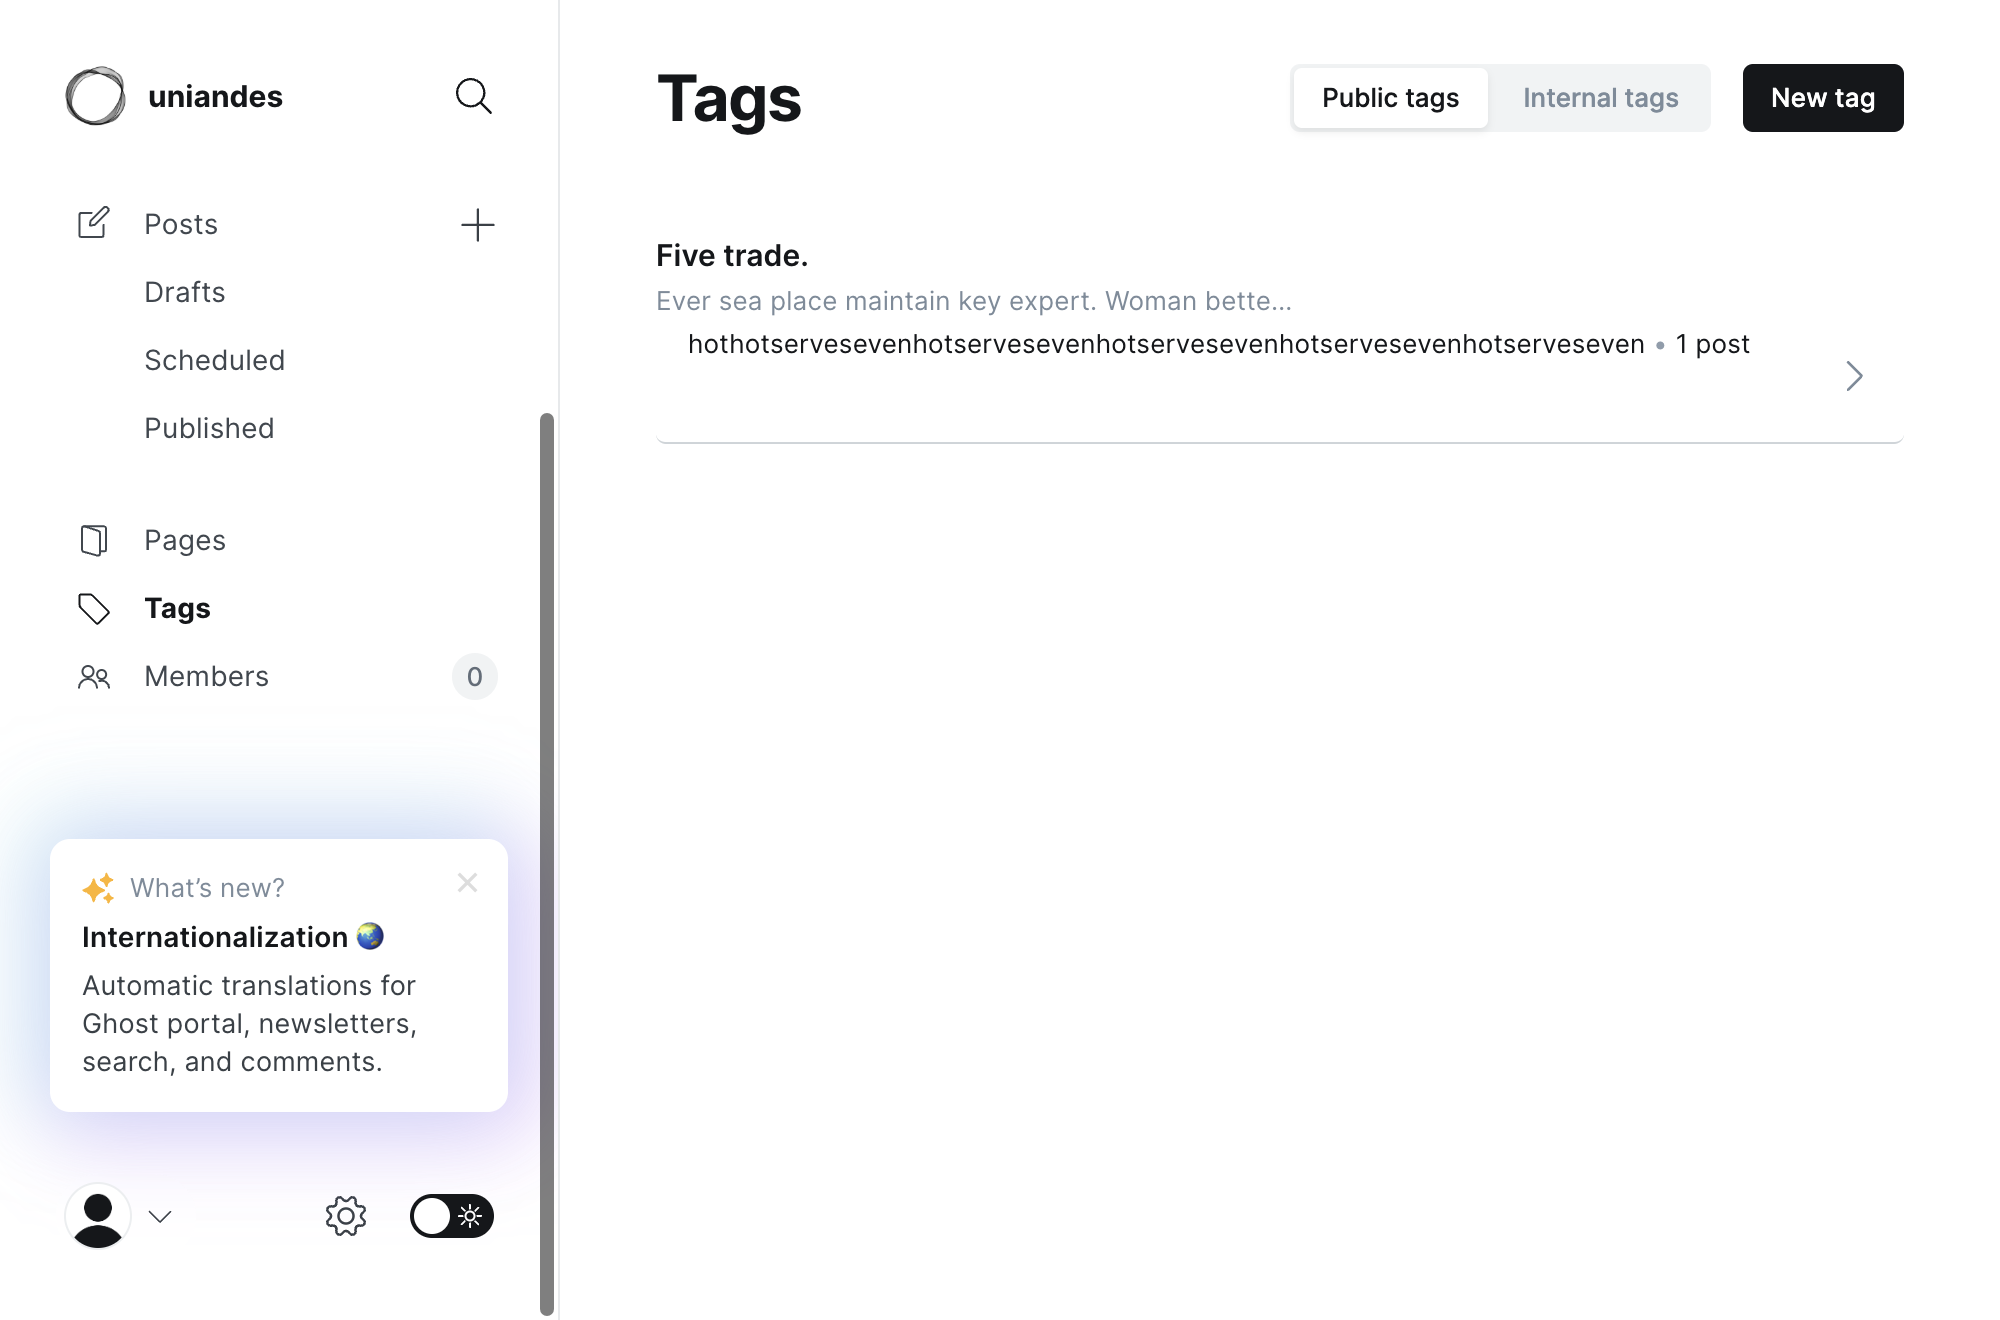 uniandes
Posts
Drafts
Scheduled
Published
Pages
Tags
Members 0
What’s new?
Internationalization 🌏
Automatic translations for
Ghost portal, newsletters,
search, and comments.
Tags
Public tags Internal tags New tag
Five trade.
Ever sea place maintain key expert. Woman bette...
hothotservesevenhotservesevenhotservesevenhotservesevenhotserveseven • 1 post